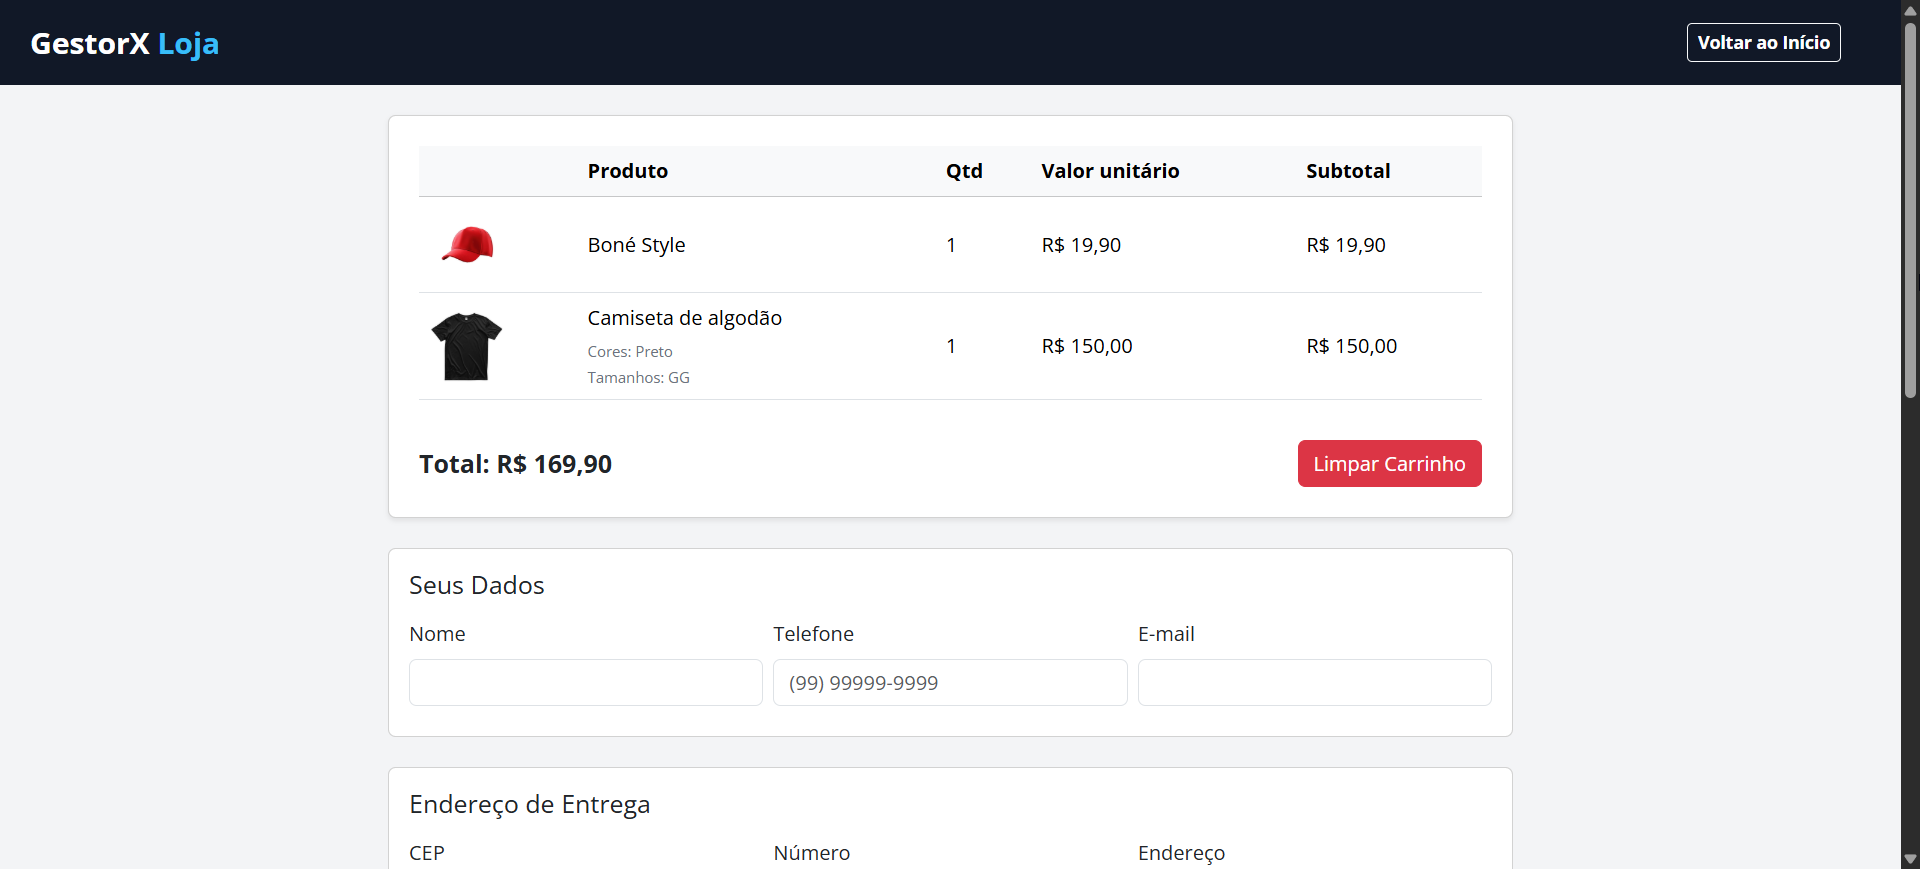 GestorX Loja
Voltar ao Início
Produto Qtd Valor unitário Subtotal
Boné Style 1 R$ 19,90 R$ 19,90
Camiseta de algodão
Cores: Preto
Tamanhos: GG
1 R$ 150,00 R$ 150,00
Total: R$ 169,90
Limpar Carrinho
Seus Dados
Nome Telefone E-mail
(99) 99999-9999
Endereço de Entrega
CEP Número Endereço